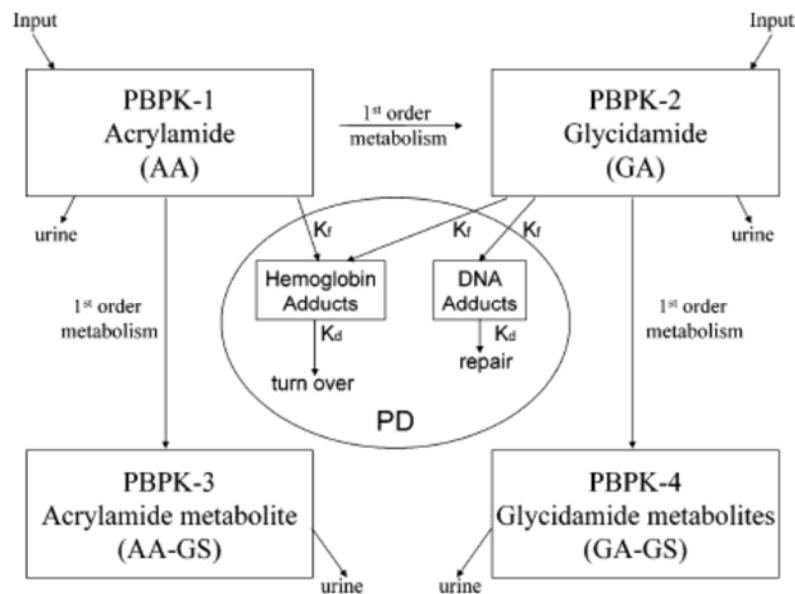 Input
Input
PBPK-1
Acrylamide
(AA)
1st order
metabolism
PBPK-2
Glycidamide
(GA)
urine
Kf
Kf
Kf
urine
Hemoglobin
Adducts
DNA
Adducts
1st order
metabolism
1st order
metabolism
Kd
Kd
turn over
repair
PD
PBPK-3
Acrylamide metabolite
(AA-GS)
PBPK-4
Glycidamide metabolites
(GA-GS)
urine
urine